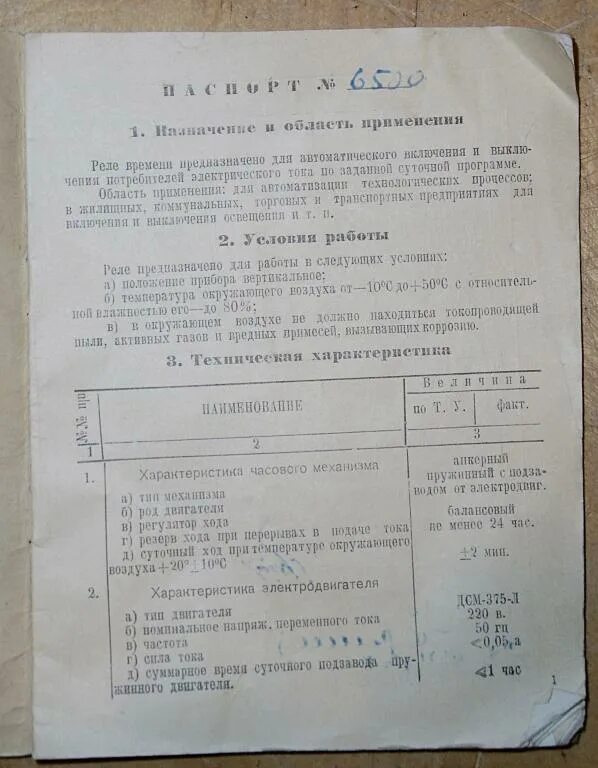 ПАСПОРТ № 6500
1. Назначение и область применения
Реле времени предназначено для автоматического включения и выклю-
чения потребителей электрического тока по заданной суточной программе.
Область применения: для автоматизации технологических процессов;
в жилищных, коммунальных, торговых и транспортных предприятиях для
включения и выключения освещения и т. п.
2. Условия работы
Реле предназначено для работы в следующих условиях:
а) положение прибора вертикальное;
б) температура окружающего воздуха от—10°С до+50°С с относитель-
ной влажностью его—до 80%;
в) в окружающем воздухе не должно находиться токопроводящей
пыли, активных газов и вредных примесей, вызывающих коррозию.
3. Техническая характеристика
№№ п/п
НАИМЕНОВАНИЕ
Величина
по Т. У.
факт.
1
2
3
1. Характеристика часового механизма
а) тип механизма анкерный
б) род двигателя пружинный с подза-
водом от электродвиг.
в) регулятор хода балансовый
г) резерв хода при перерывах в подаче тока не менее 24 час.
д) суточный ход при температуре окружающего
воздуха+20°±10°С ±2 мин.
2. Характеристика электродвигателя
а) тип двигателя ДСМ-375-Л
б) номинальное напряж. переменного тока 220 в.
в) частота 50 гц
г) сила тока <0,05 а
д) суммарное время суточного подзавода пру-
жинного двигателя. ⩽1 час
1